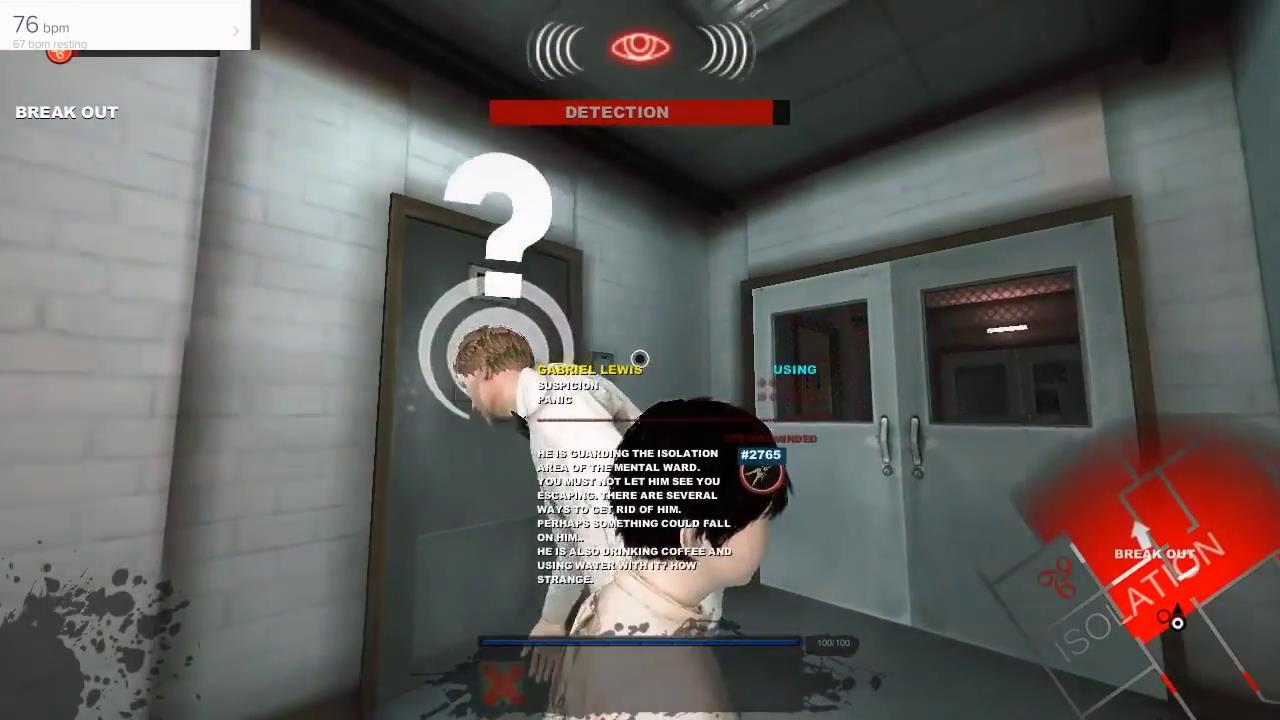 76 bpm
67 bpm resting
BREAK OUT
DETECTION
?
GABRIEL LEWIS
USING
SUSPICION
PANIC
HE IS GUARDING THE ISOLATION
AREA OF THE MENTAL WARD.
YOU MUST NOT LET HIM SEE YOU
ESCAPING. THERE ARE SEVERAL
WAYS TO GET RID OF HIM.
PERHAPS SOMETHING COULD FALL
ON HIM..
HE IS ALSO DRINKING COFFEE AND
USING WATER WITH IT? HOW
STRANGE.
#2765
100/100
BREAK OUT
ISOLATION